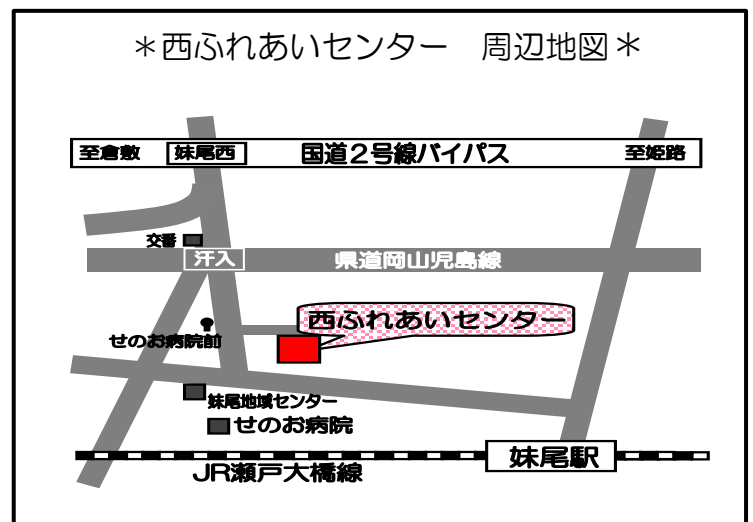 ＊西ふれあいセンター　周辺地図＊
至倉敷
妹尾西
国道２号線バイパス
至姫路
交番
汗入
県道岡山児島線
西ふれあいセンター
せのお病院前
妹尾地域センター
せのお病院
妹尾駅
JR瀬戸大橋線